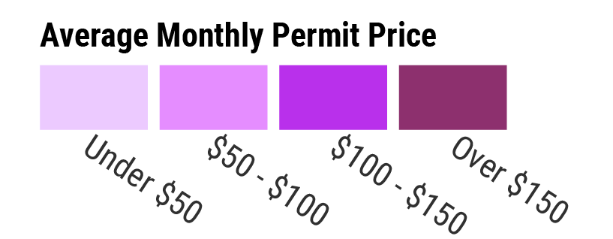 Average Monthly Permit Price
Under $50
$50 - $100
$100 - $150
Over $150